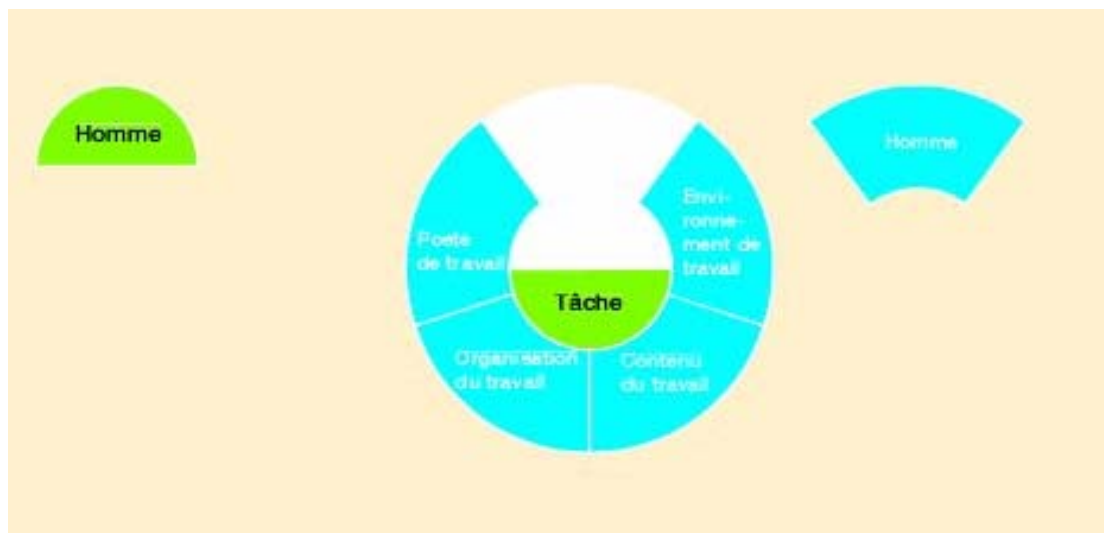 Homme
Homme
Envi-
ronne-
ment de
travail
Poste
de travail
Tâche
Organisation
du travail
Contenu
du travail